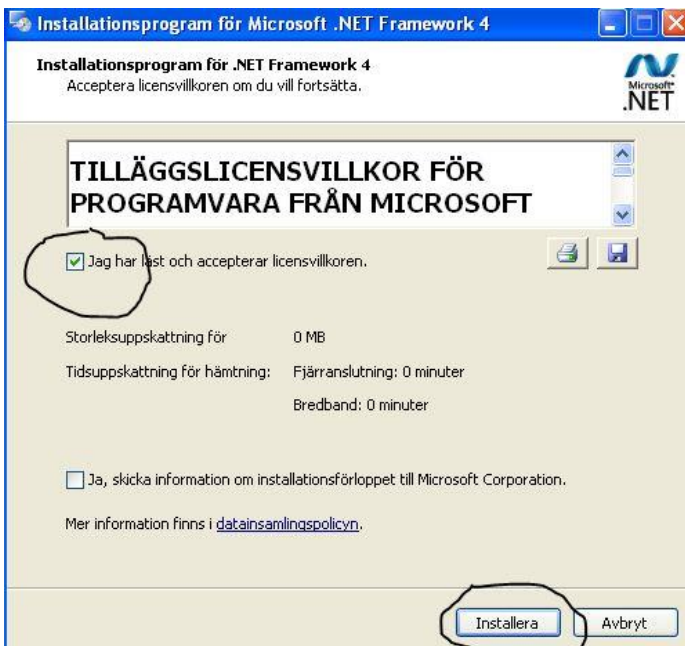 Installationsprogram för Microsoft .NET Framework 4
Installationsprogram för .NET Framework 4
Acceptera licensvillkoren om du vill fortsätta.
Microsoft
.NET
TILLÄGGSLICENSVILLKOR FÖR
PROGRAMVARA FRÅN MICROSOFT
Jag har läst och accepterar licensvillkoren.
Storleksuppskattning för 0 MB
Tidsuppskattning för hämtning: Fjärranslutning: 0 minuter
Bredband: 0 minuter
Ja, skicka information om installationsförloppet till Microsoft Corporation.
Mer information finns i datainsamlingspolicyn.
Installera Avbryt